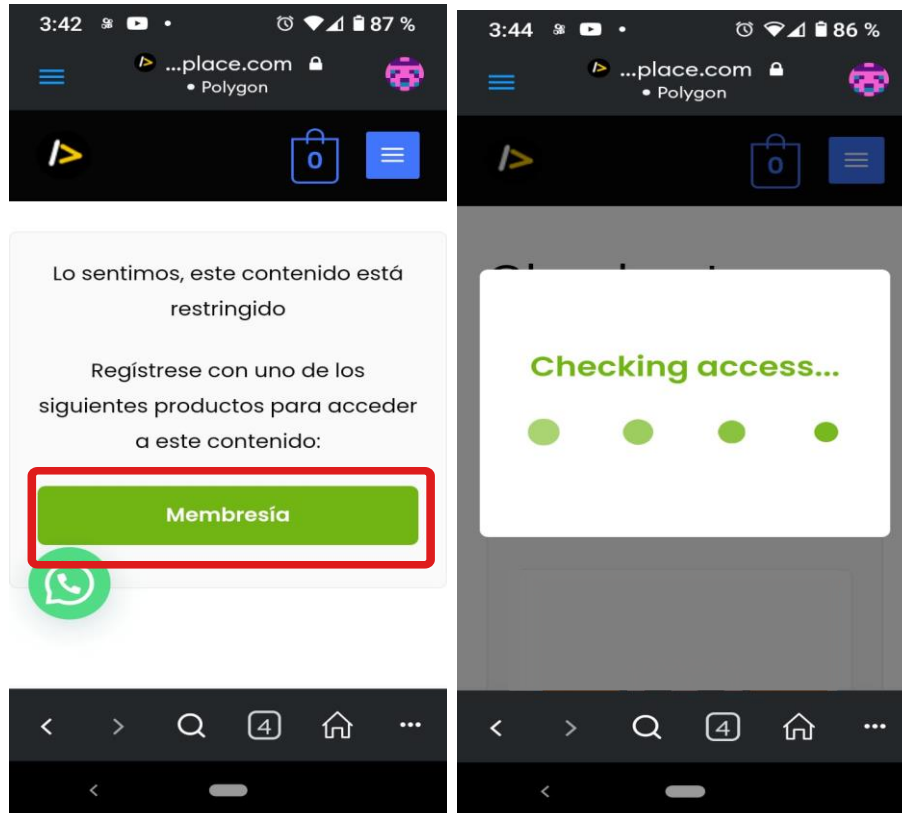 3:42
87 %
...place.com
• Polygon
/>
0
Lo sentimos, este contenido está
restringido
Regístrese con uno de los
siguientes productos para acceder
a este contenido:
Membresía
4
3:44
86 %
...place.com
• Polygon
/>
0
Checking access...
4